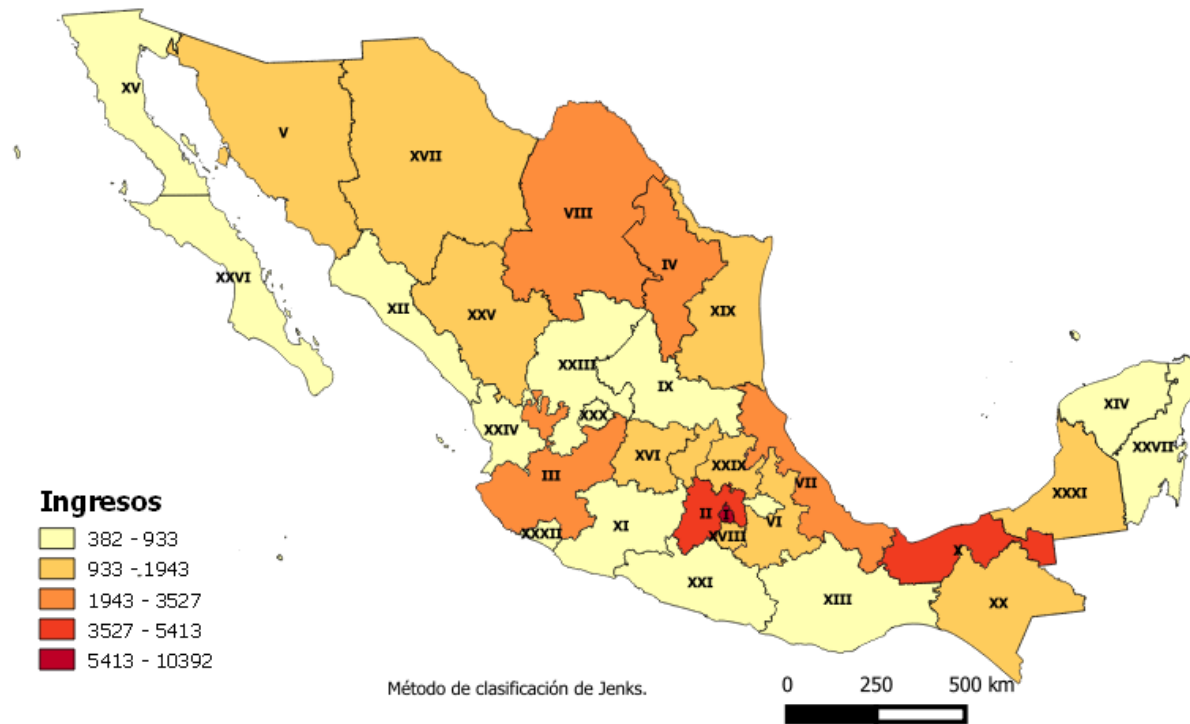 XV
V
XVII
VIII
IV
XXVI
XII
XXV
XIX
XXIII
IX
XXIV
XXX
XIV
XXVII
III
XVI
XXIX
VII
XXXI
II
I
VI
XXXII
XI
XVIII
X
XXI
XIII
XX
Ingresos
382 - 933
933 - 1943
1943 - 3527
3527 - 5413
5413 - 10392
Método de clasificación de Jenks.
0 250 500 km